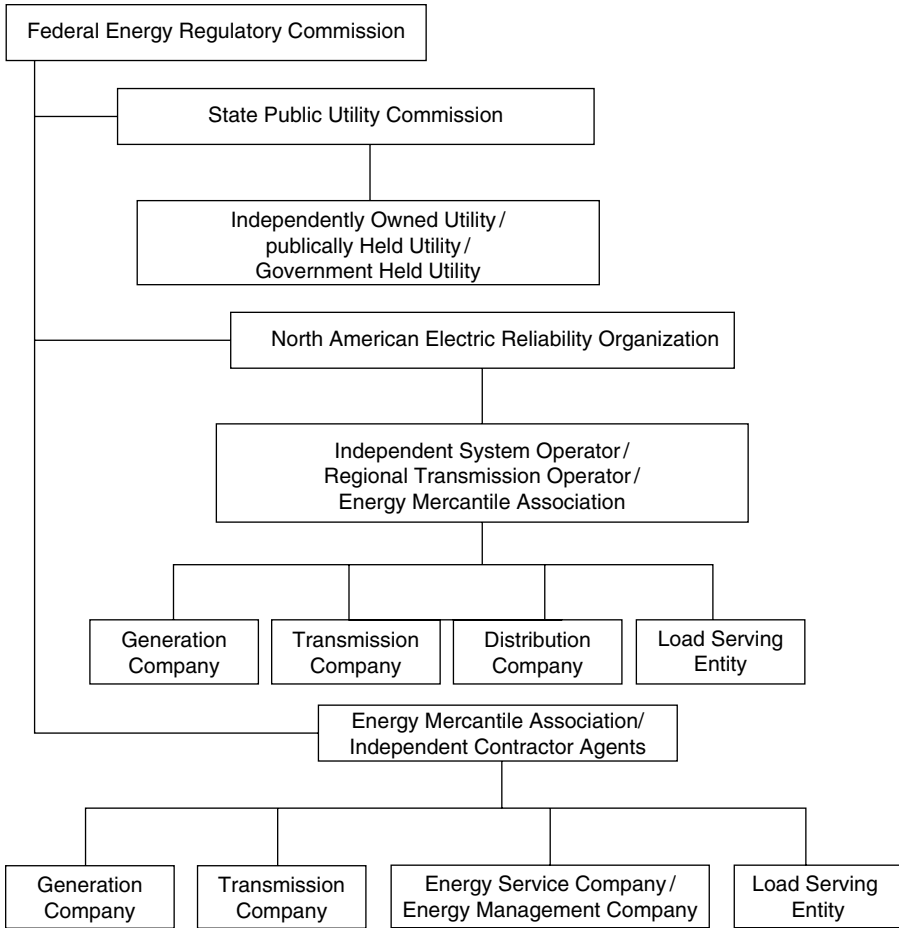 Federal Energy Regulatory Commission
State Public Utility Commission
Independently Owned Utility/
publically Held Utility/
Government Held Utility
North American Electric Reliability Organization
Independent System Operator/
Regional Transmission Operator/
Energy Mercantile Association
Generation
Company
Transmission
Company
Distribution
Company
Load Serving
Entity
Energy Mercantile Association/
Independent Contractor Agents
Generation
Company
Transmission
Company
Energy Service Company/
Energy Management Company
Load Serving
Entity